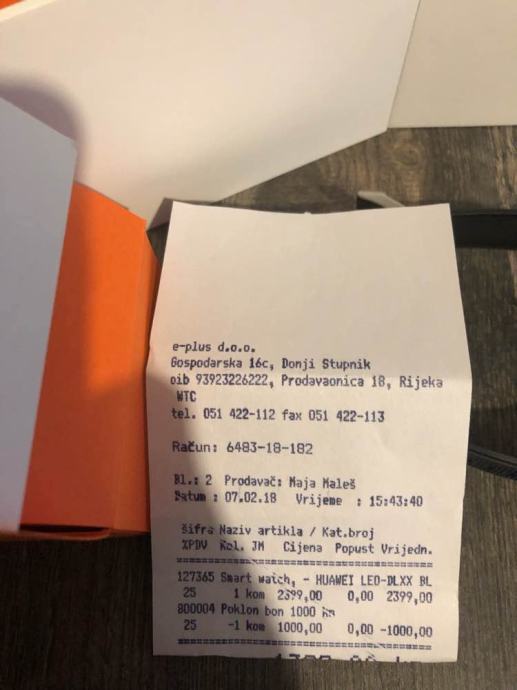 e-plus d.o.o.
Gospodarska 16c, Donji Stupnik
oib 93923226222, Prodavaonica 18, Rijeka
WTC
tel. 051 422-112 fax 051 422-113
Račun: 6483-18-182
Bl.: 2 Prodavač: Maja Maleš
Datum : 07.02.18 Vrijeme : 15:43:40
šifra Naziv artikla / Kat.broj
%PDV Kol. JM Cijena Popust Vrijedn.
127365 Smart watch, - HUAWEI LEO-DLXX BL
25 1 kom 2399,00 0,00 2399,00
800004 Poklon bon 1000 kn
25 -1 kom 1000,00 0,00 -1000,00